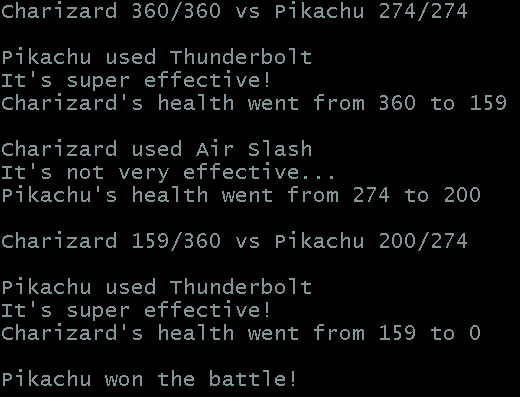 Charizard 360/360 vs Pikachu 274/274
Pikachu used Thunderbolt
It's super effective!
Charizard's health went from 360 to 159
Charizard used Air Slash
It's not very effective...
Pikachu's health went from 274 to 200
Charizard 159/360 vs Pikachu 200/274
Pikachu used Thunderbolt
It's super effective!
Charizard's health went from 159 to 0
Pikachu won the battle!